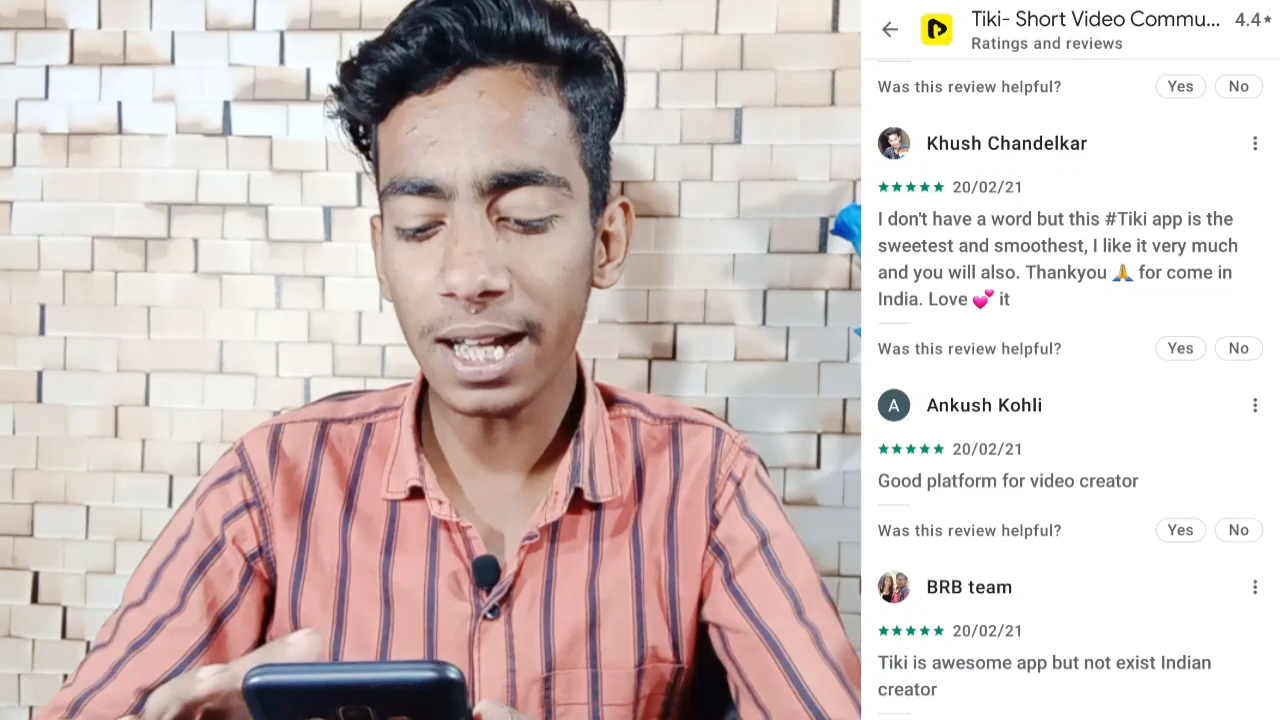 Tiki- Short Video Commu... 4.4★
Ratings and reviews
Was this review helpful? Yes No
Khush Chandelkar
★★★★★ 20/02/21
I don't have a word but this #Tiki app is the
sweetest and smoothest, I like it very much
and you will also. Thankyou 🙏 for come in
India. Love 💕 it
Was this review helpful? Yes No
A Ankush Kohli
★★★★★ 20/02/21
Good platform for video creator
Was this review helpful? Yes No
BRB team
★★★★★ 20/02/21
Tiki is awesome app but not exist Indian
creator